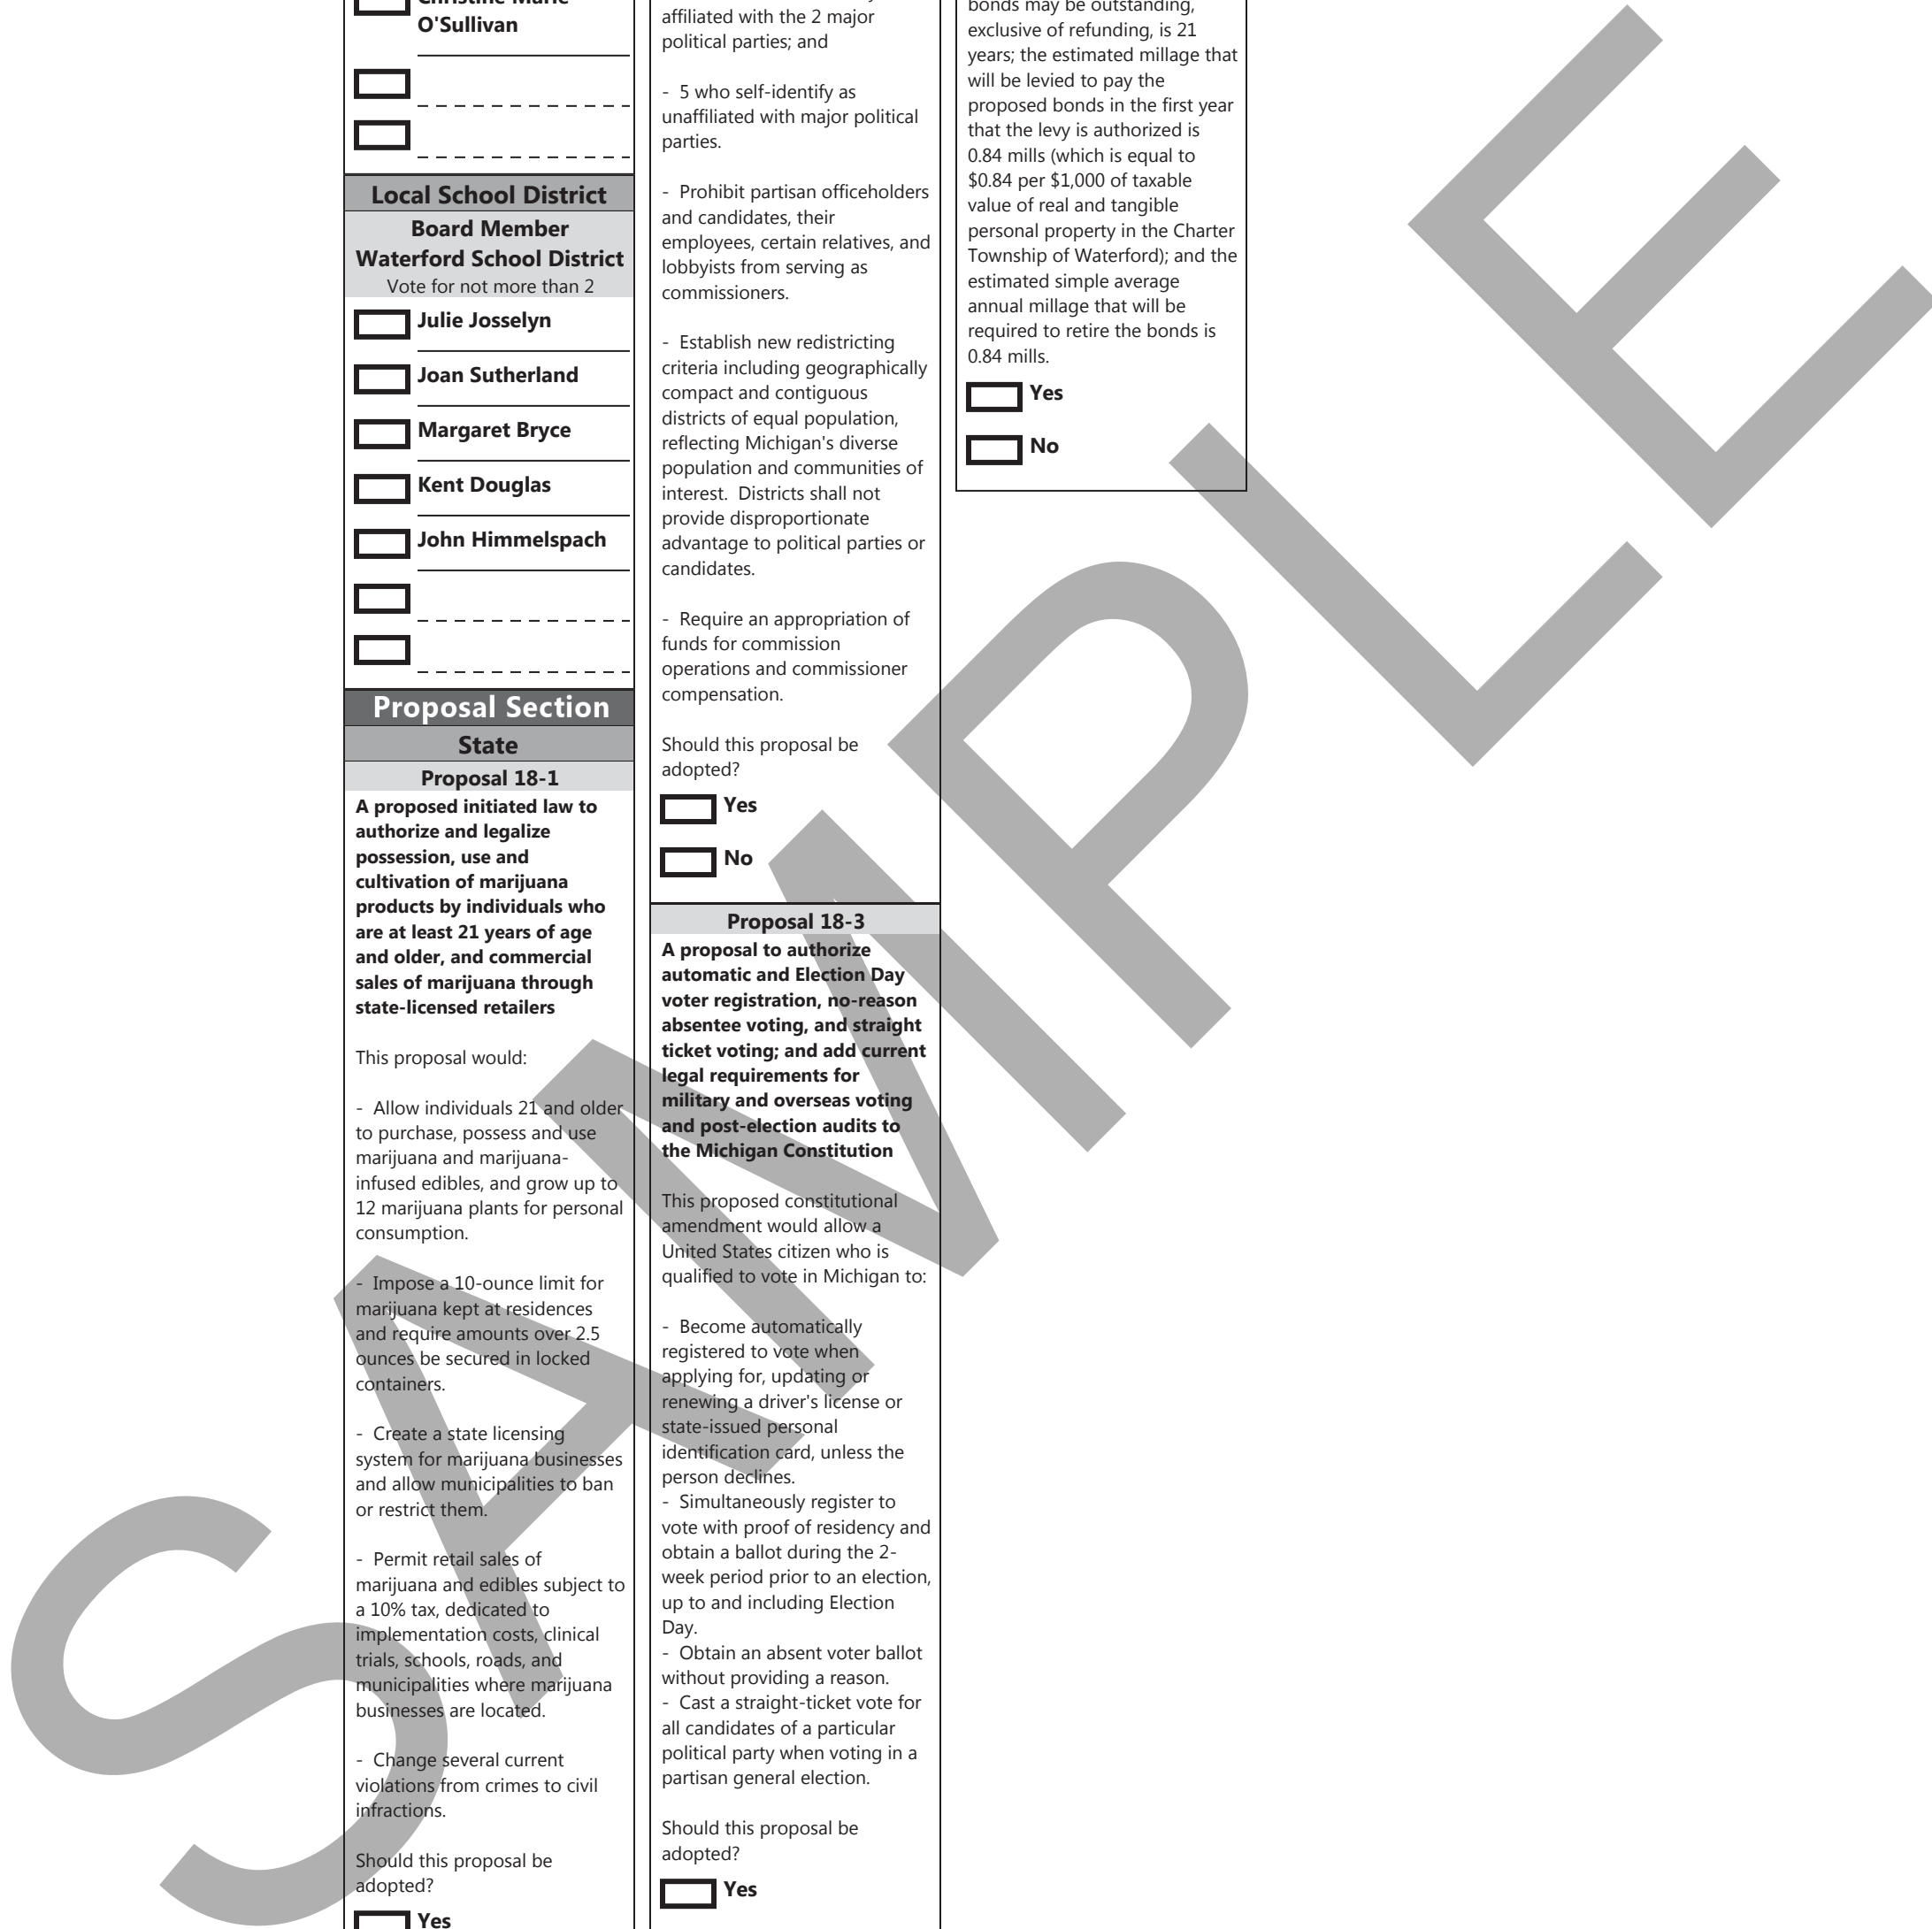 O'Sullivan
Local School District
Board Member
Waterford School District
Vote for not more than 2
Julie Josselyn
Joan Sutherland
Margaret Bryce
Kent Douglas
John Himmelspach
Proposal Section
State
Proposal 18-1
A proposed initiated law to
authorize and legalize
possession, use and
cultivation of marijuana
products by individuals who
are at least 21 years of age
and older, and commercial
sales of marijuana through
state-licensed retailers
This proposal would:
- Allow individuals 21 and older
to purchase, possess and use
marijuana and marijuana-
infused edibles, and grow up to
12 marijuana plants for personal
consumption.
- Impose a 10-ounce limit for
marijuana kept at residences
and require amounts over 2.5
ounces be secured in locked
containers.
- Create a state licensing
system for marijuana businesses
and allow municipalities to ban
or restrict them.
- Permit retail sales of
marijuana and edibles subject to
a 10% tax, dedicated to
implementation costs, clinical
trials, schools, roads, and
municipalities where marijuana
businesses are located.
- Change several current
violations from crimes to civil
infractions.
Should this proposal be
adopted?
Yes
affiliated with the 2 major
political parties; and
- 5 who self-identify as
unaffiliated with major political
parties.
- Prohibit partisan officeholders
and candidates, their
employees, certain relatives, and
lobbyists from serving as
commissioners.
- Establish new redistricting
criteria including geographically
compact and contiguous
districts of equal population,
reflecting Michigan's diverse
population and communities of
interest. Districts shall not
provide disproportionate
advantage to political parties or
candidates.
- Require an appropriation of
funds for commission
operations and commissioner
compensation.
Should this proposal be
adopted?
Yes
No
Proposal 18-3
A proposal to authorize
automatic and Election Day
voter registration, no-reason
absentee voting, and straight
ticket voting; and add current
legal requirements for
military and overseas voting
and post-election audits to
the Michigan Constitution
This proposed constitutional
amendment would allow a
United States citizen who is
qualified to vote in Michigan to:
- Become automatically
registered to vote when
applying for, updating or
renewing a driver's license or
state-issued personal
identification card, unless the
person declines.
- Simultaneously register to
vote with proof of residency and
obtain a ballot during the 2-
week period prior to an election,
up to and including Election
Day.
- Obtain an absent voter ballot
without providing a reason.
- Cast a straight-ticket vote for
all candidates of a particular
political party when voting in a
partisan general election.
Should this proposal be
adopted?
Yes
bonds may be outstanding,
exclusive of refunding, is 21
years; the estimated millage that
will be levied to pay the
proposed bonds in the first year
that the levy is authorized is
0.84 mills (which is equal to
$0.84 per $1,000 of taxable
value of real and tangible
personal property in the Charter
Township of Waterford); and the
estimated simple average
annual millage that will be
required to retire the bonds is
0.84 mills.
Yes
No
SAMPLE